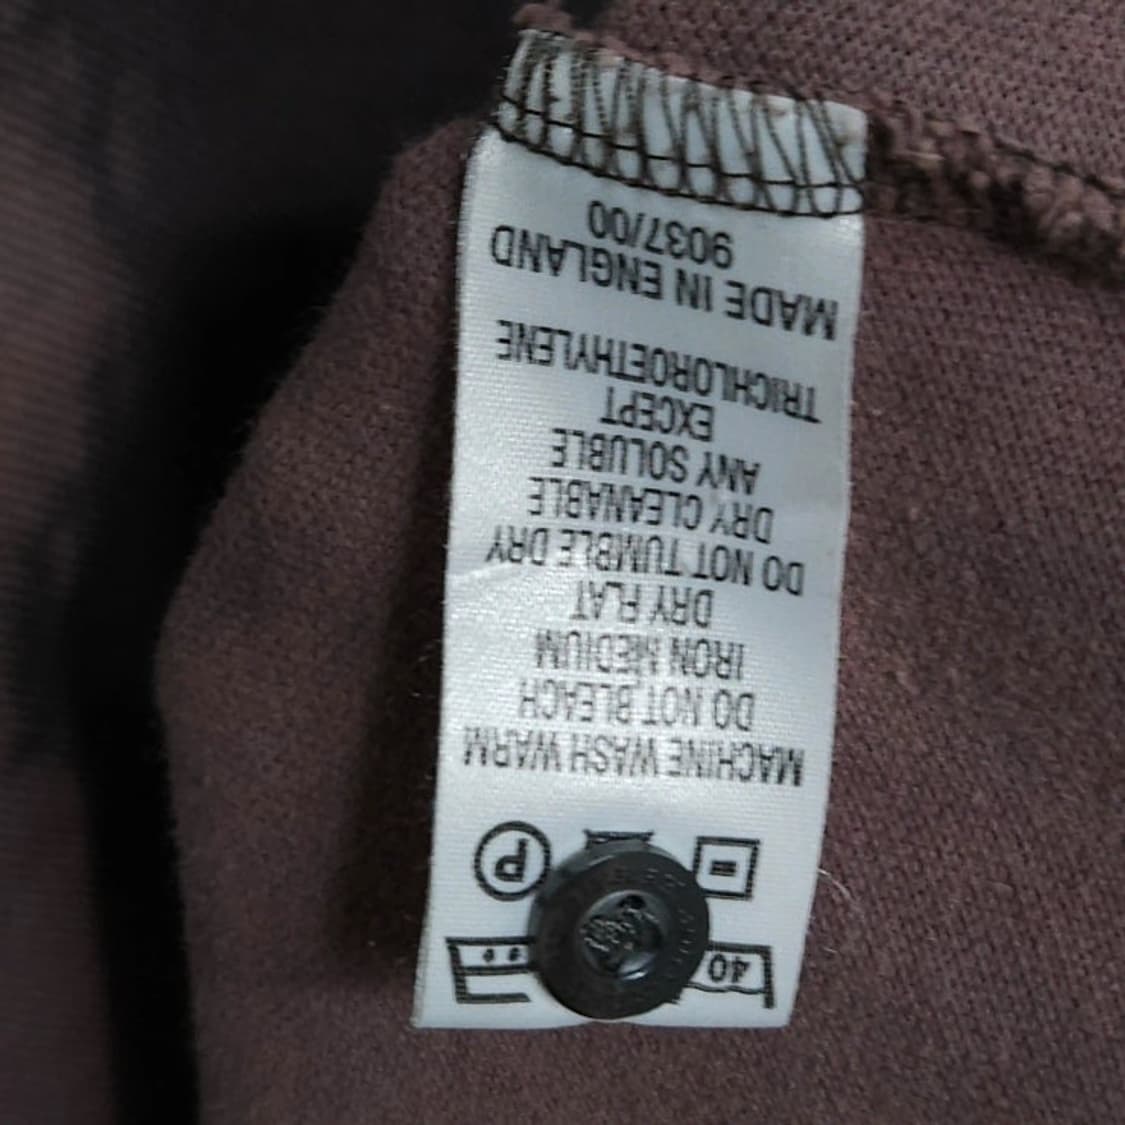 40
P
MACHINE WASH WARM
DO NOT BLEACH
IRON MEDIUM
DRY FLAT
DO NOT TUMBLE DRY
DRY CLEANABLE
ANY SOLUBLE
EXCEPT
TRICHLOROETHYLENE
MADE IN ENGLAND
9037/00